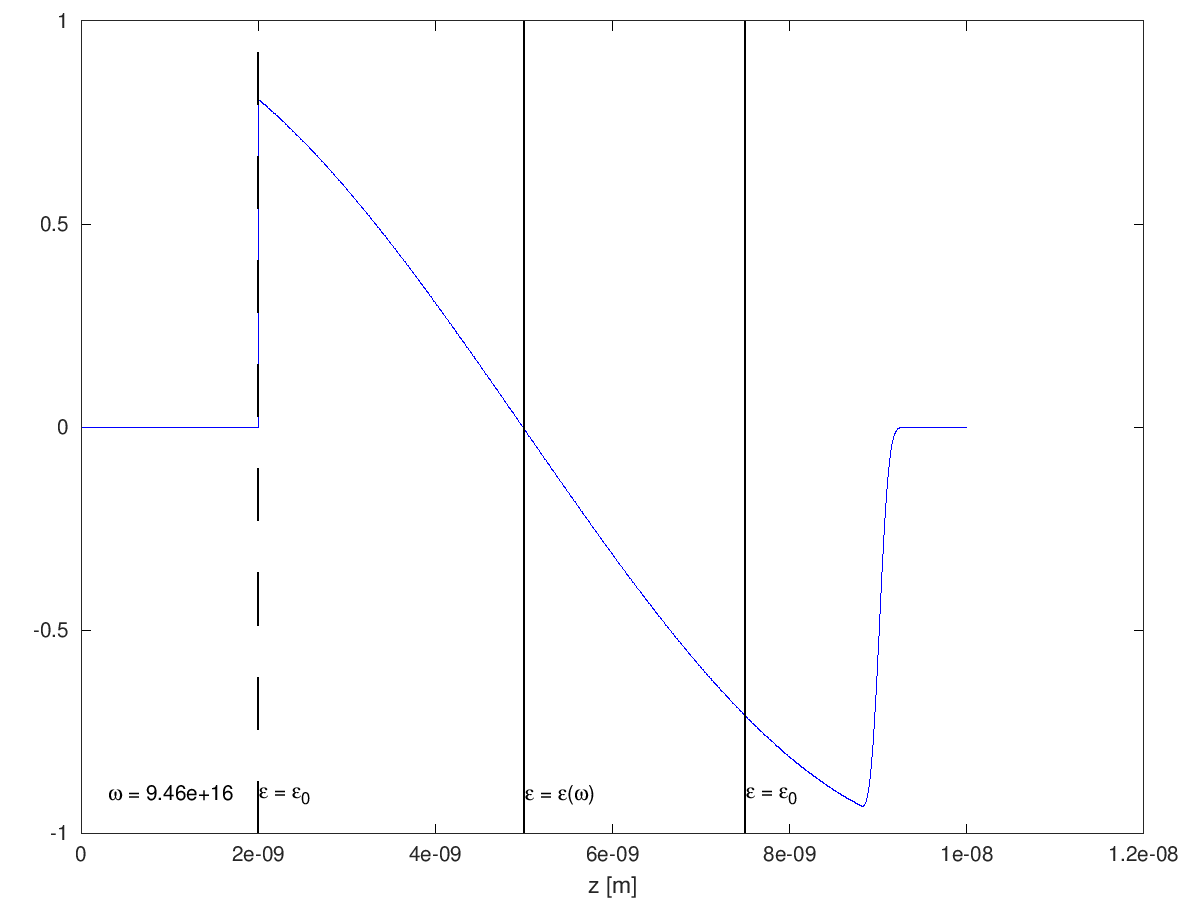 1
0.5
0
-0.5
-1
ω = 9.46e+16
ε = ε₀
ε = ε(ω)
ε = ε₀
0
2e-09
4e-09
6e-09
8e-09
1e-08
1.2e-08
z [m]